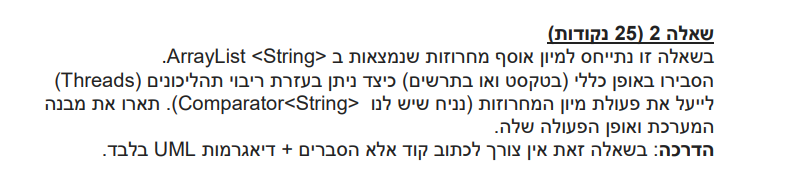 שאלה 2 (25 נקודות)
בשאלה זו נתייחס למיון אוסף מחרוזות שנמצאות ב ArrayList <String>.
הסבירו באופן כללי (בטקסט ואו בתרשים) כיצד ניתן בעזרת ריבוי תהליכונים (Threads)
לייעל את פעולת מיון המחרוזות (נניח שיש לנו Comparator<String>). תארו את מבנה
המערכת ואופן הפעולה שלה.
הדרכה: בשאלה זאת אין צורך לכתוב קוד אלא הסברים + דיאגרמות UML בלבד.